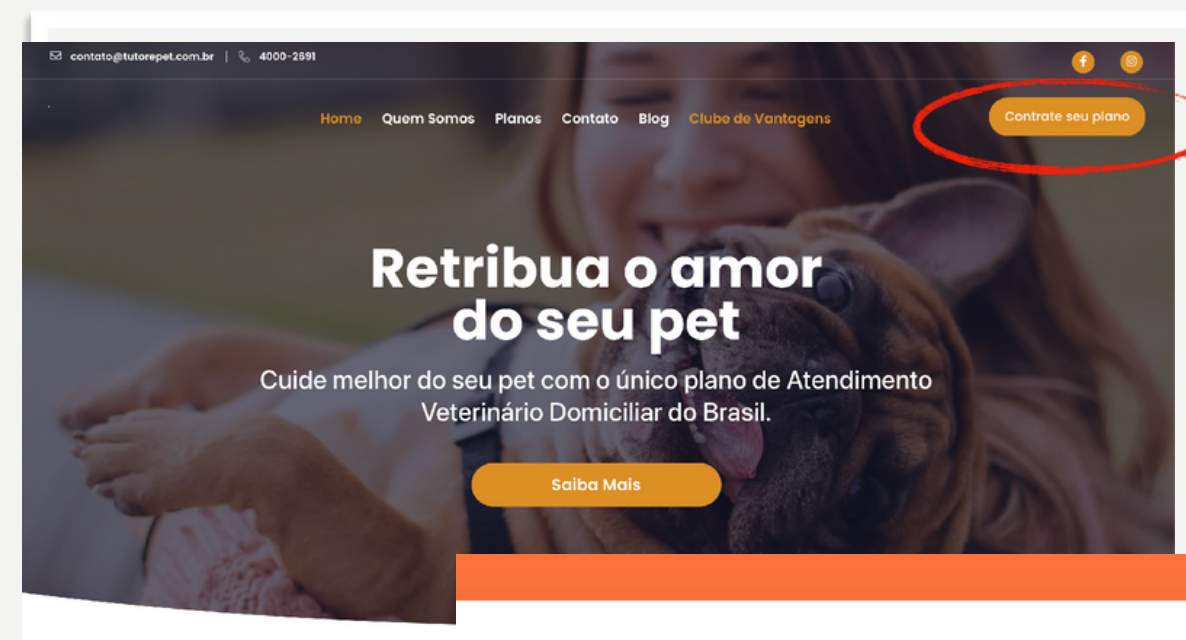 contato@tutorepet.com.br | 4000-2691
Home Quem Somos Planos Contato Blog Clube de Vantagens
Contrate seu plano
Retribua o amor
do seu pet
Cuide melhor do seu pet com o único plano de Atendimento
Veterinário Domiciliar do Brasil.
Saiba Mais